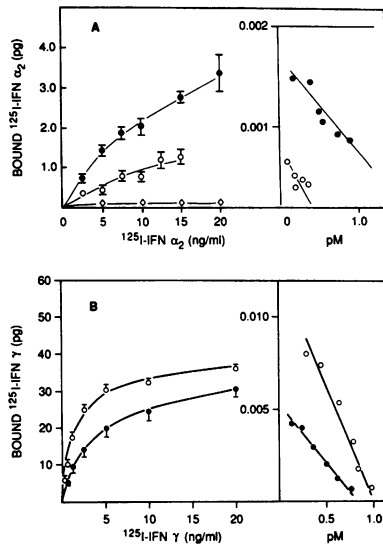 A
BOUND ¹²⁵I-IFN α₂ (pg)
4.0
3.0
2.0
1.0
0 5 10 15 20
¹²⁵I-IFN α₂ (ng/ml)
0.002
0.001
0 1.0
pM
B
BOUND ¹²⁵I-IFN γ (pg)
60
50
40
30
20
10
0 5 10 15 20
¹²⁵I-IFN γ (ng/ml)
0.010
0.005
0.5 1.0
pM